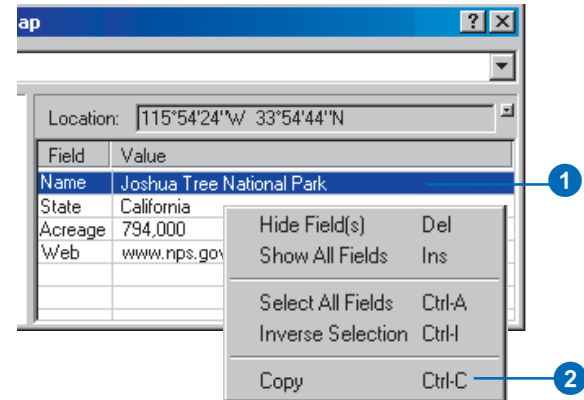 ap
Location: 115°54'24"W 33°54'44"N
Field Value
Name Joshua Tree National Park
1
State California
Acreage 794,000
Web www.nps.gov
Hide Field(s) Del
Show All Fields Ins
Select All Fields Ctrl-A
Inverse Selection Ctrl-I
Copy Ctrl-C
2